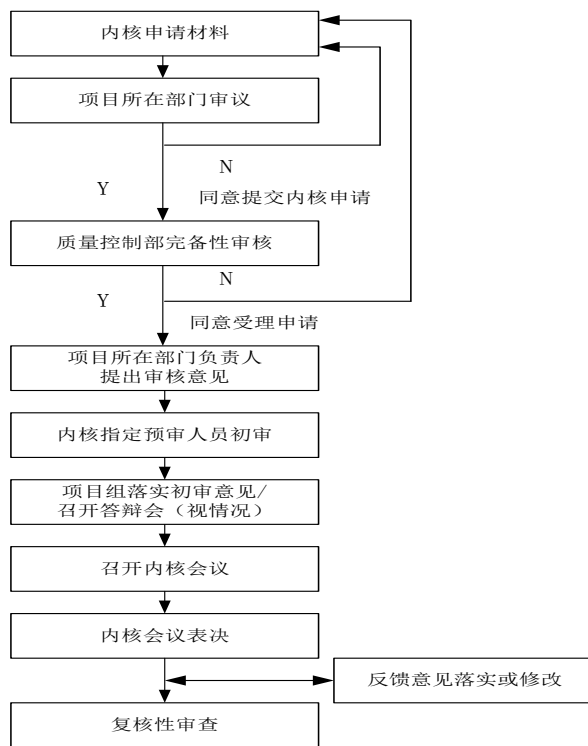 内核申请材料
项目所在部门审议
N
Y
同意提交内核申请
质量控制部完备性审核
N
Y
同意受理申请
项目所在部门负责人
提出审核意见
内核指定预审人员初审
项目组落实初审意见/
召开答辩会（视情况）
召开内核会议
内核会议表决
反馈意见落实或修改
复核性审查